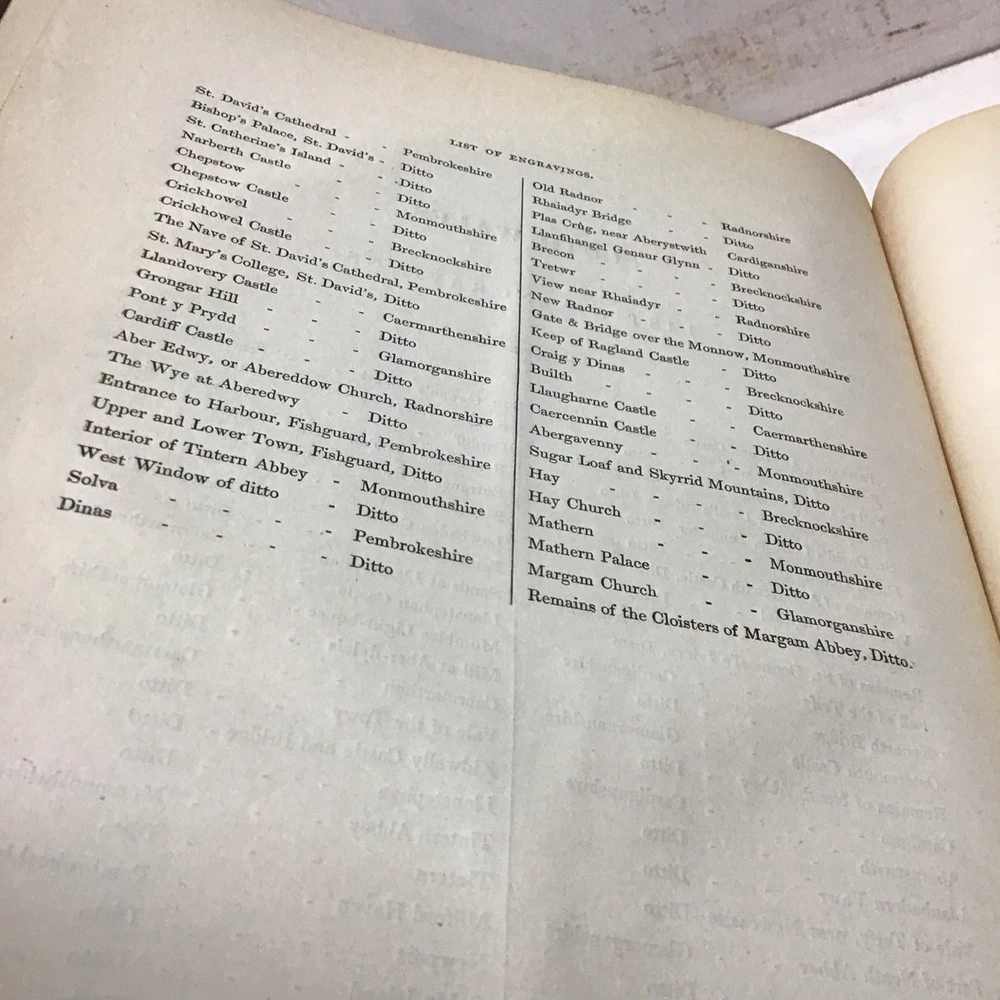 LIST OF ENGRAVINGS.
St. David's Cathedral - - Pembrokeshire
Bishop's Palace, St. David's - Ditto
St. Catherine's Island - - Ditto
Narberth Castle - - - Ditto
Chepstow - - - Monmouthshire
Chepstow Castle - - - Ditto
Crickhowel - - - Brecknockshire
Crickhowel Castle - - Ditto
The Nave of St. David's Cathedral, Pembrokeshire
St. Mary's College, St. David's, Ditto
Llandovery Castle - - Caermarthenshire
Grongar Hill - - - Ditto
Pont y Prydd - - - Glamorganshire
Cardiff Castle - - - Ditto
Aber Edwy, or Abereddow Church, Radnorshire
The Wye at Aberedwy - Ditto
Entrance to Harbour, Fishguard, Pembrokeshire
Upper and Lower Town, Fishguard, Ditto
Interior of Tintern Abbey - Monmouthshire
West Window of ditto - Ditto
Solva - - - - Pembrokeshire
Dinas - - - - Ditto
Old Radnor - - - Radnorshire
Rhaiadyr Bridge - - Ditto
Plas Crûg, near Aberystwith Cardiganshire
Llanfihangel Genaur Glynn - Ditto
Brecon - - - - Brecknockshire
Tretwr - - - - Ditto
View near Rhaiadyr - - Radnorshire
New Radnor - - - Ditto
Gate & Bridge over the Monnow, Monmouthshire
Keep of Ragland Castle - Ditto
Craig y Dinas - - - Brecknockshire
Builth - - - - Ditto
Llaugharne Castle - - Caermarthenshire
Caercennin Castle - - Ditto
Abergavenny - - - Monmouthshire
Sugar Loaf and Skyrrid Mountains, Ditto
Hay - - - - Brecknockshire
Hay Church - - - Ditto
Mathern - - - Monmouthshire
Mathern Palace - - Ditto
Margam Church - - Glamorganshire
Remains of the Cloisters of Margam Abbey, Ditto.